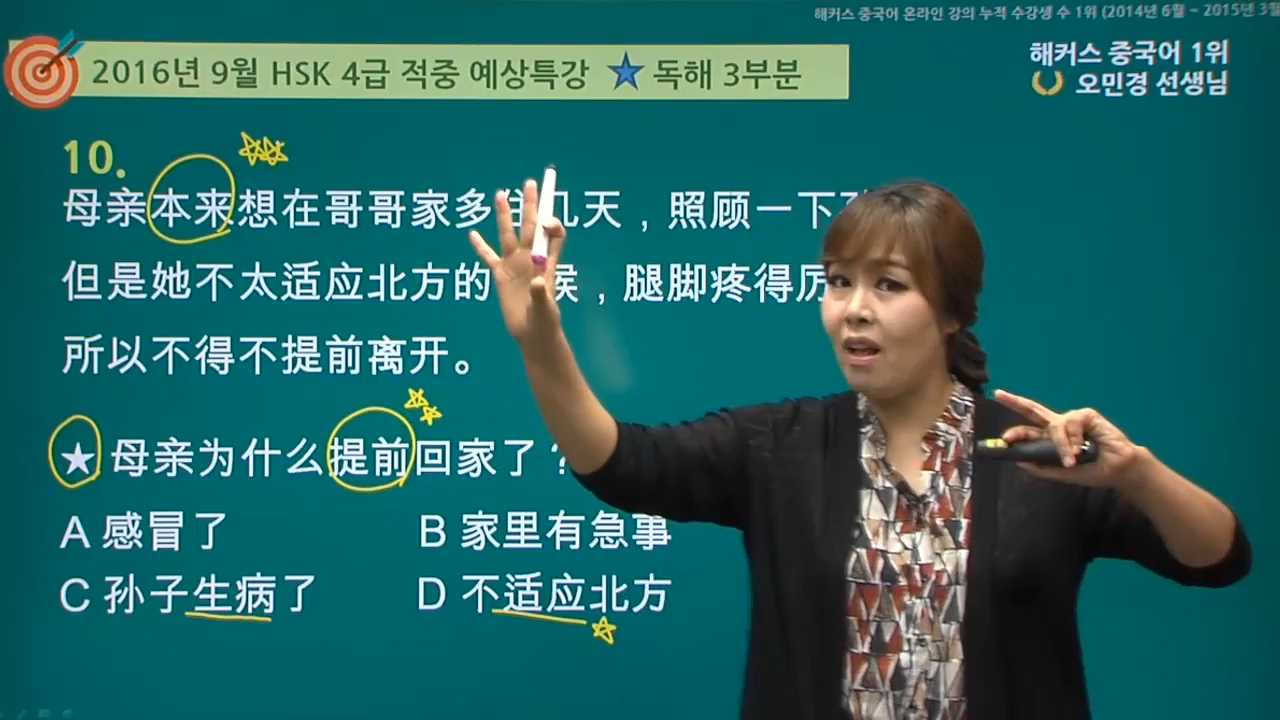 해커스 중국어 온라인 강의 누적 수강생 수 1위 (2014년 6월 ~ 2015년 3월
2016년 9월 HSK 4급 적중 예상특강 ★ 독해 3부분
해커스 중국어 1위
오민경 선생님
10.
母亲本来想在哥哥家多住几天，照顾一下
但是她不太适应北方的 候，腿脚疼得厉
所以不得不提前离开。
★ 母亲为什么提前回家了？
A 感冒了
B 家里有急事
C 孙子生病了
D 不适应北方